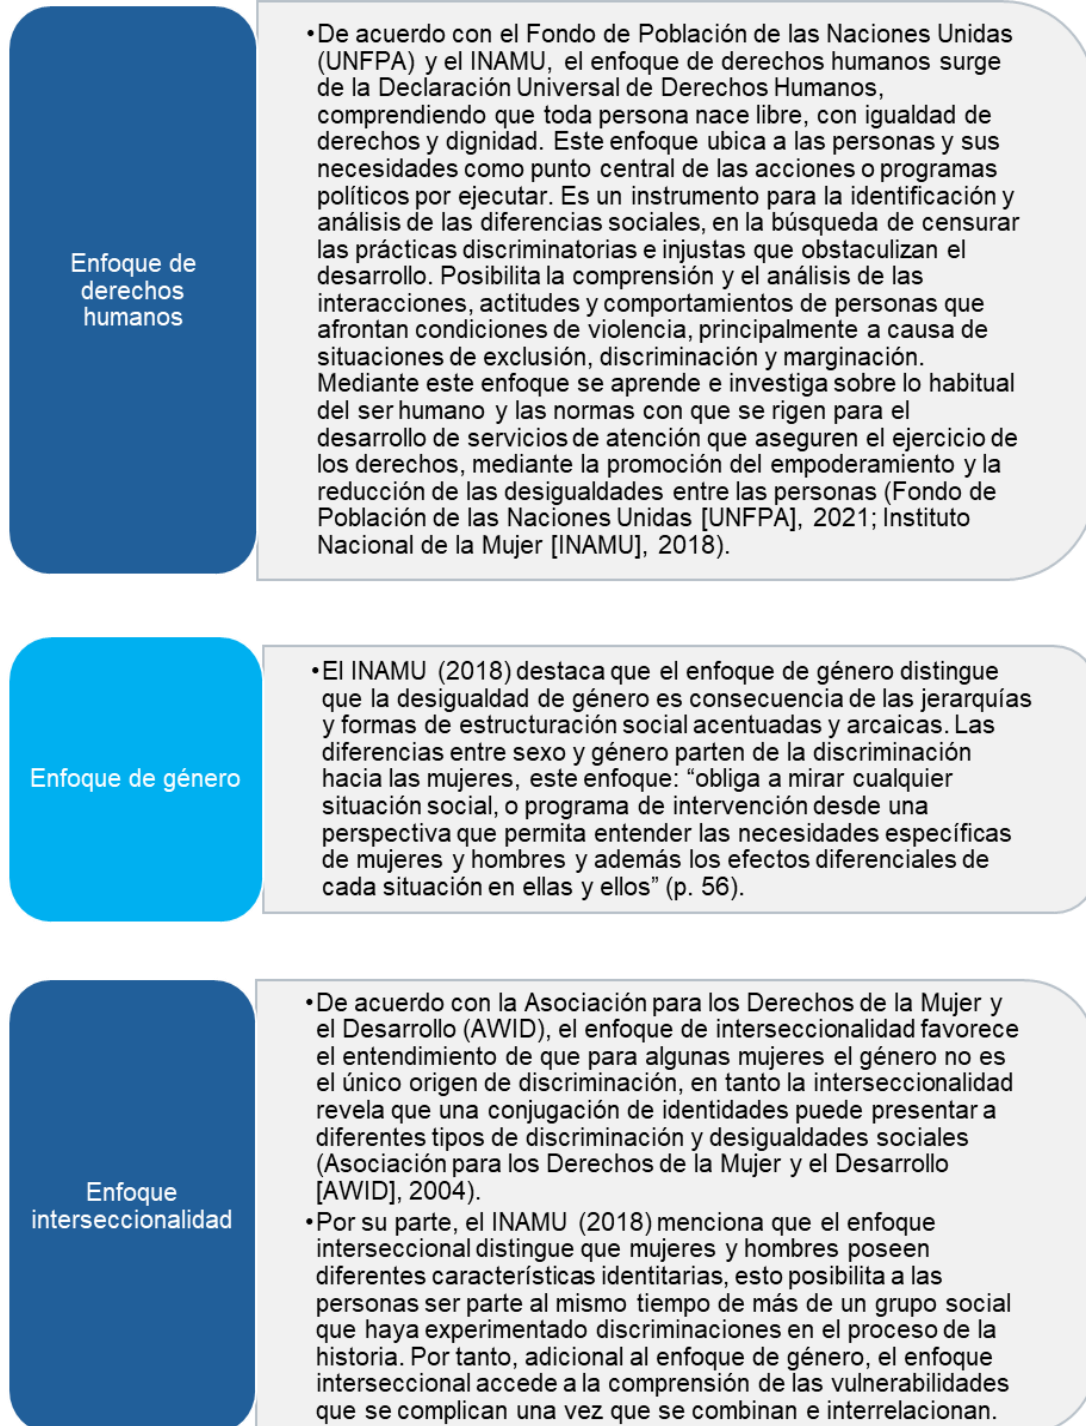 Enfoque de
derechos
humanos
•De acuerdo con el Fondo de Población de las Naciones Unidas
(UNFPA) y el INAMU, el enfoque de derechos humanos surge
de la Declaración Universal de Derechos Humanos,
comprendiendo que toda persona nace libre, con igualdad de
derechos y dignidad. Este enfoque ubica a las personas y sus
necesidades como punto central de las acciones o programas
políticos por ejecutar. Es un instrumento para la identificación y
análisis de las diferencias sociales, en la búsqueda de censurar
las prácticas discriminatorias e injustas que obstaculizan el
desarrollo. Posibilita la comprensión y el análisis de las
interacciones, actitudes y comportamientos de personas que
afrontan condiciones de violencia, principalmente a causa de
situaciones de exclusión, discriminación y marginación.
Mediante este enfoque se aprende e investiga sobre lo habitual
del ser humano y las normas con que se rigen para el
desarrollo de servicios de atención que aseguren el ejercicio de
los derechos, mediante la promoción del empoderamiento y la
reducción de las desigualdades entre las personas (Fondo de
Población de las Naciones Unidas [UNFPA], 2021; Instituto
Nacional de la Mujer [INAMU], 2018).
Enfoque de género
•El INAMU (2018) destaca que el enfoque de género distingue
que la desigualdad de género es consecuencia de las jerarquías
y formas de estructuración social acentuadas y arcaicas. Las
diferencias entre sexo y género parten de la discriminación
hacia las mujeres, este enfoque: “obliga a mirar cualquier
situación social, o programa de intervención desde una
perspectiva que permita entender las necesidades específicas
de mujeres y hombres y además los efectos diferenciales de
cada situación en ellas y ellos” (p. 56).
Enfoque
interseccionalidad
•De acuerdo con la Asociación para los Derechos de la Mujer y
el Desarrollo (AWID), el enfoque de interseccionalidad favorece
el entendimiento de que para algunas mujeres el género no es
el único origen de discriminación, en tanto la interseccionalidad
revela que una conjugación de identidades puede presentar a
diferentes tipos de discriminación y desigualdades sociales
(Asociación para los Derechos de la Mujer y el Desarrollo
[AWID], 2004).
•Por su parte, el INAMU (2018) menciona que el enfoque
interseccional distingue que mujeres y hombres poseen
diferentes características identitarias, esto posibilita a las
personas ser parte al mismo tiempo de más de un grupo social
que haya experimentado discriminaciones en el proceso de la
historia. Por tanto, adicional al enfoque de género, el enfoque
interseccional accede a la comprensión de las vulnerabilidades
que se complican una vez que se combinan e interrelacionan.